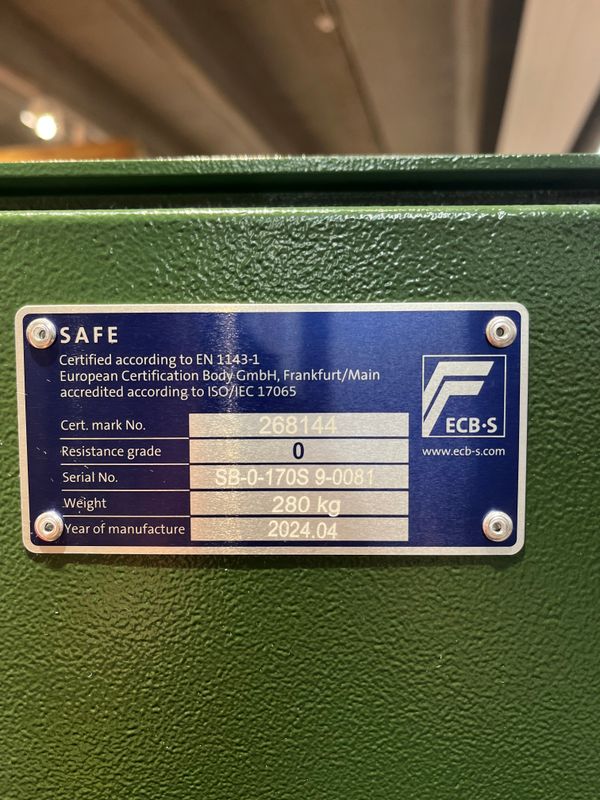 SAFE
Certified according to EN 1143-1
European Certification Body GmbH, Frankfurt/Main
accredited according to ISO/IEC 17065
Cert. mark No. 268144
Resistance grade 0
Serial No. SB-0-170S 9-0081
Weight 280 kg
Year of manufacture 2024.04
ECB·S
www.ecb-s.com